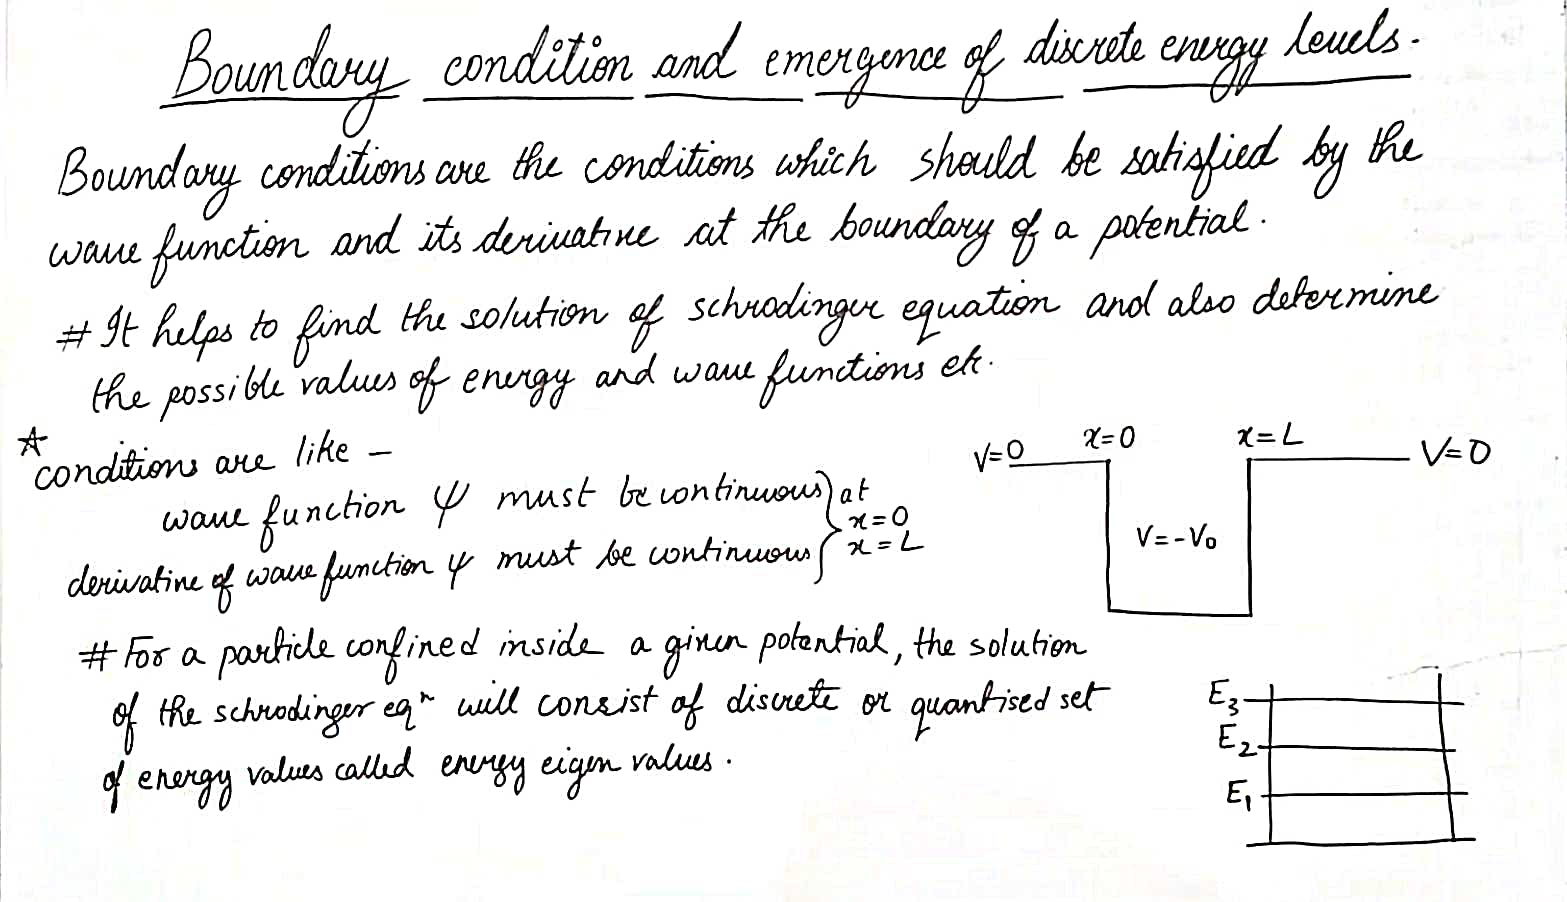 Boundary condition and emergence of discrete energy levels.
Boundary conditions are the conditions which should be satisfied by the
wave function and its derivative at the boundary of a potential.
# It helps to find the solution of schrodinger equation and also determine
the possible values of energy and wave functions etc.
☆ conditions are like –
wave function ψ must be continuous } at
x=0
derivative of wave function ψ must be continuous x=L
V=0 x=0 x=L V=0
V=-V₀
# For a particle confined inside a given potential, the solution
of the schrodinger eqⁿ will consist of discrete or quantised set
of energy values called energy eigen values.
E₃
E₂
E₁